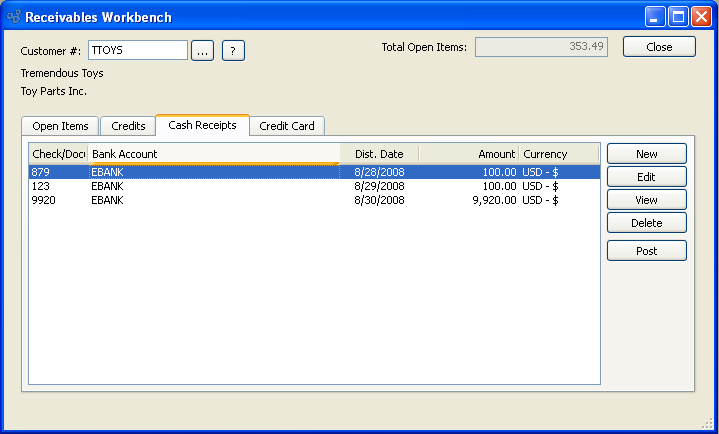 Receivables Workbench
Customer #: TTOYS ... ? Total Open Items: 353.49 Close
Tremendous Toys
Toy Parts Inc.
Open Items Credits Cash Receipts Credit Card
Check/Docu Bank Account Dist. Date Amount Currency New
879 EBANK 8/28/2008 100.00 USD - $ Edit
123 EBANK 8/29/2008 100.00 USD - $ View
9920 EBANK 8/30/2008 9,920.00 USD - $ Delete
Post